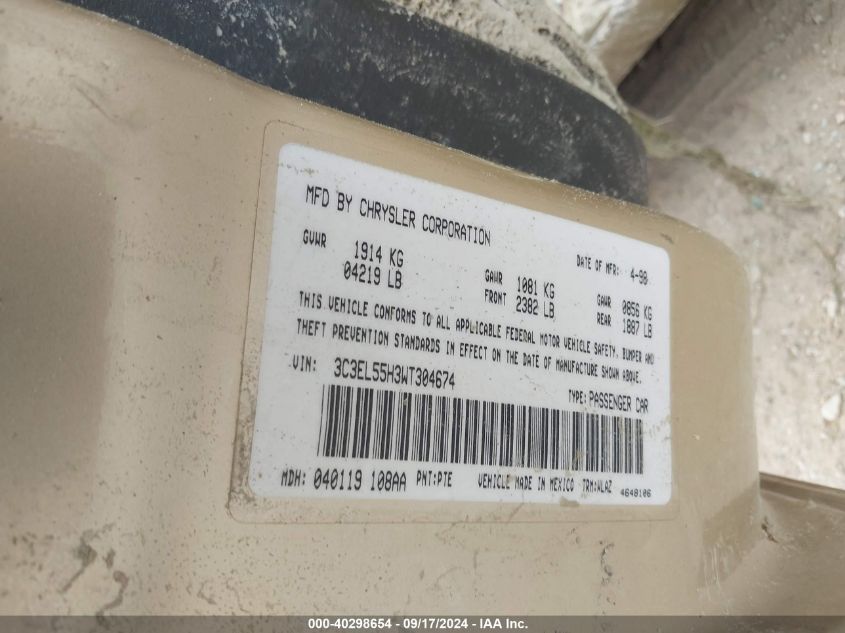 MFD BY CHRYSLER CORPORATION
DATE OF MFR: 4-98
GVWR 1914 KG
04219 LB
GAWR FRONT 1081 KG
2382 LB
GAWR REAR 0856 KG
1887 LB
THIS VEHICLE CONFORMS TO ALL APPLICABLE FEDERAL MOTOR VEHICLE SAFETY, BUMPER AND
THEFT PREVENTION STANDARDS IN EFFECT ON THE DATE OF MANUFACTURE SHOWN ABOVE.
VIN: 3C3EL55H3WT304674
TYPE: PASSENGER CAR
MDH: 040119 108AA PNT:PTE VEHICLE MADE IN MEXICO TRM:WLAZ 4648106
000-40298654 - 09/17/2024 - IAA Inc.